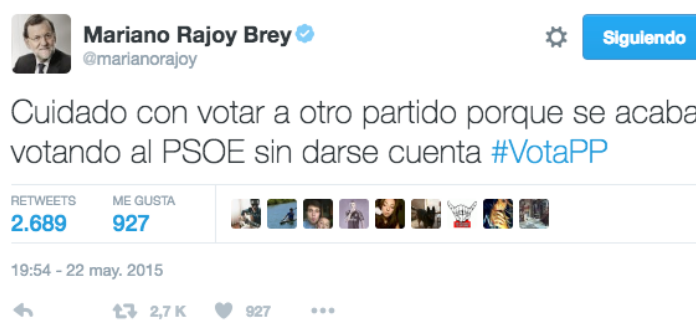 Mariano Rajoy Brey
Siguiendo
@marianorajoy
Cuidado con votar a otro partido porque se acaba
votando al PSOE sin darse cuenta #VotaPP
RETWEETS ME GUSTA
2.689 927
19:54 - 22 may. 2015
2,7 K 927